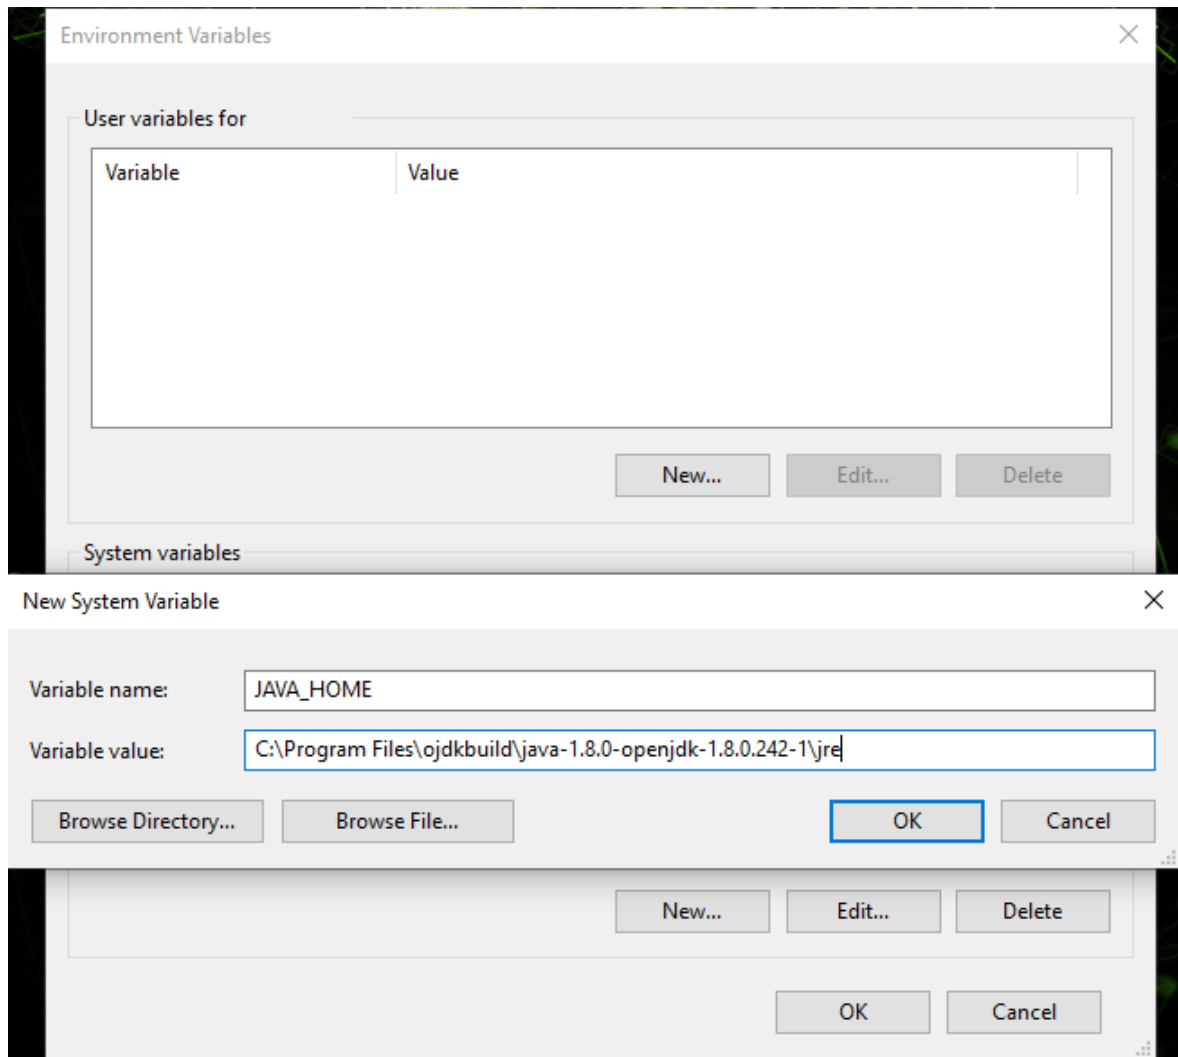 Environment Variables
User variables for
Variable Value
New... Edit... Delete
System variables
New System Variable
Variable name: JAVA_HOME
Variable value: C:\Program Files\ojdkbuild\java-1.8.0-openjdk-1.8.0.242-1\jre
Browse Directory... Browse File... OK Cancel
New... Edit... Delete
OK Cancel